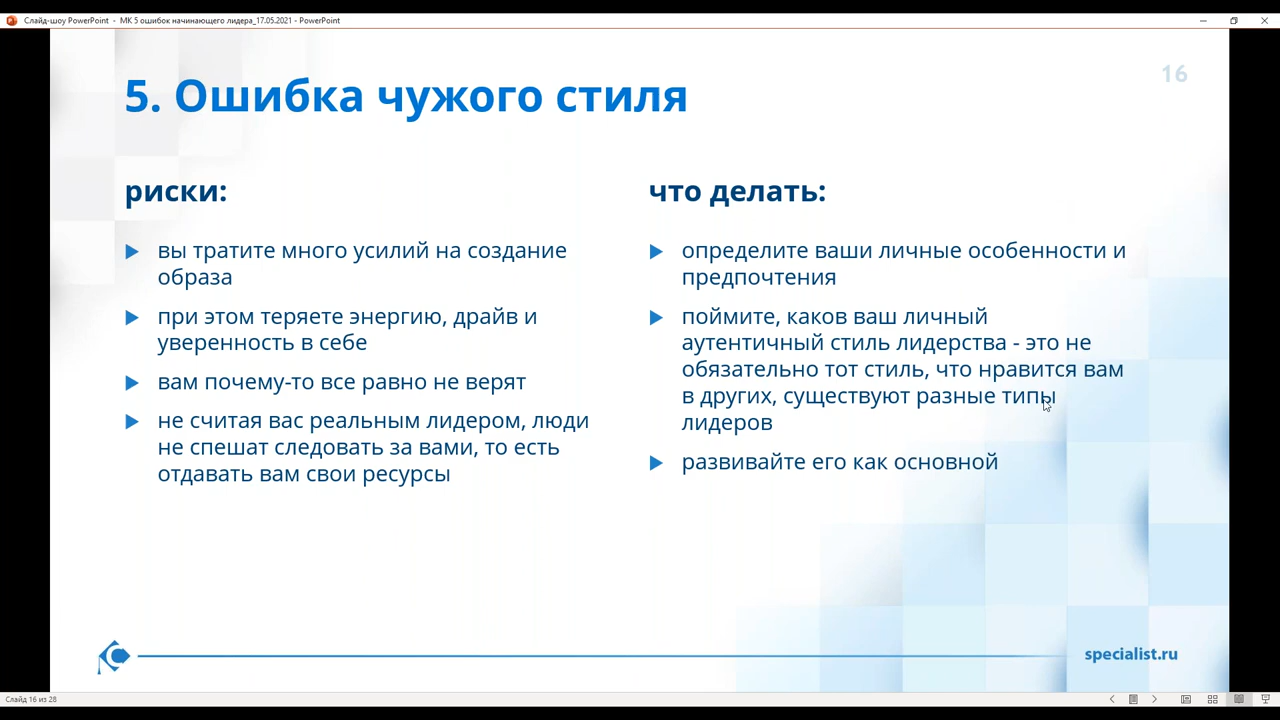 Слайд-шоу PowerPoint - МК 5 ошибок начинающего лидера_17.05.2021 - PowerPoint
16
5. Ошибка чужого стиля
риски:
вы тратите много усилий на создание
образа
при этом теряете энергию, драйв и
уверенность в себе
вам почему-то все равно не верят
не считая вас реальным лидером, люди
не спешат следовать за вами, то есть
отдавать вам свои ресурсы
что делать:
определите ваши личные особенности и
предпочтения
поймите, каков ваш личный
аутентичный стиль лидерства - это не
обязательно тот стиль, что нравится вам
в других, существуют разные типы
лидеров
развивайте его как основной
specialist.ru
Слайд 16 из 28